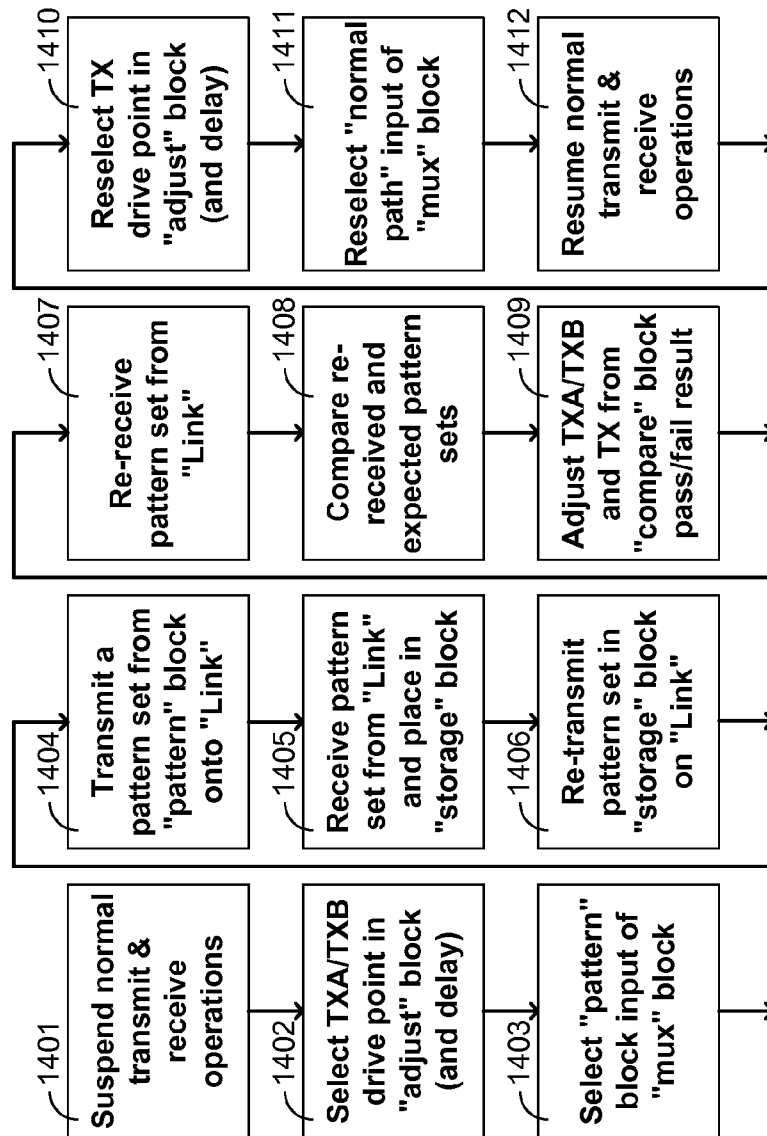 1401
Suspend normal
transmit &
receive
operations
1402
Select TXA/TXB
drive point in
"adjust" block
(and delay)
1403
Select "pattern"
block input of
"mux" block
1404
Transmit a
pattern set from
"pattern" block
onto "Link"
1405
Receive pattern
set from "Link"
and place in
"storage" block
1406
Re-transmit
pattern set in
"storage" block
on "Link"
1407
Re-receive
pattern set from
"Link"
1408
Compare re-
received and
expected pattern
sets
1409
Adjust TXA/TXB
and TX from
"compare" block
pass/fail result
1410
Reselect TX
drive point in
"adjust" block
(and delay)
1411
Reselect "normal
path" input of
"mux" block
1412
Resume normal
transmit &
receive
operations